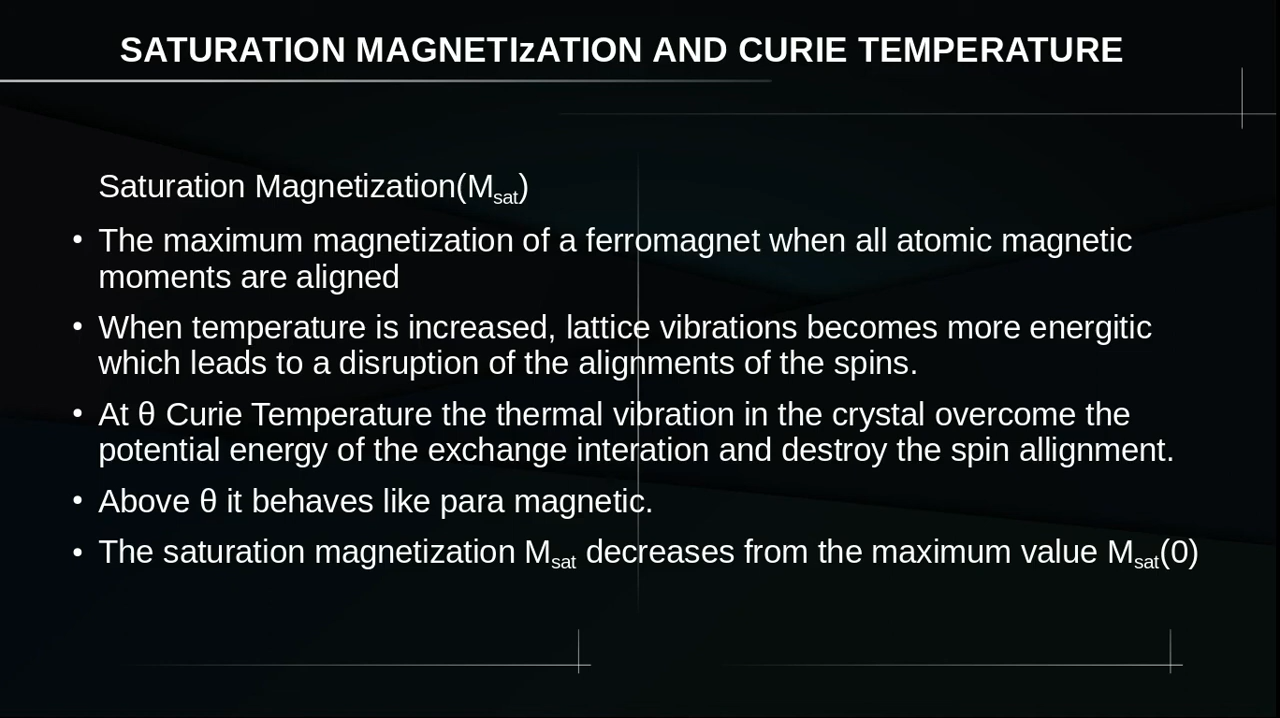 SATURATION MAGNETIzATION AND CURIE TEMPERATURE
Saturation Magnetization(Msat)
• The maximum magnetization of a ferromagnet when all atomic magnetic
moments are aligned
• When temperature is increased, lattice vibrations becomes more energitic
which leads to a disruption of the alignments of the spins.
• At θ Curie Temperature the thermal vibration in the crystal overcome the
potential energy of the exchange interation and destroy the spin allignment.
• Above θ it behaves like para magnetic.
• The saturation magnetization Msat decreases from the maximum value Msat(0)